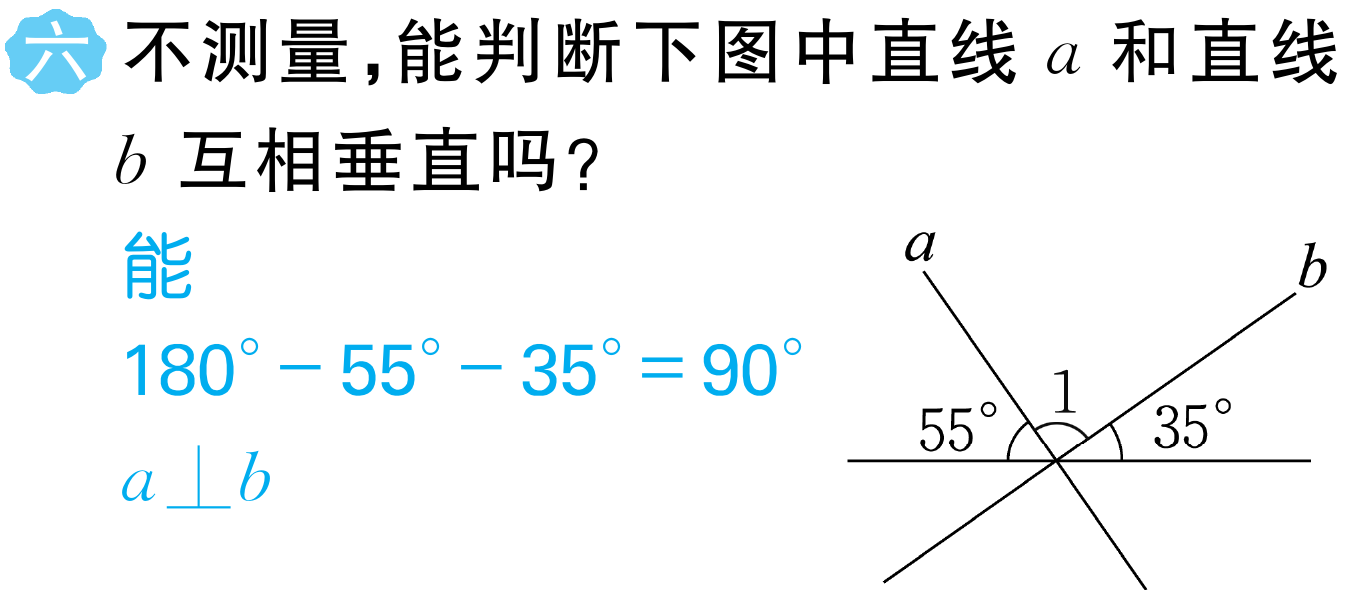 六 不测量,能判断下图中直线 a 和直线
b 互相垂直吗?
能
180°-55°-35°=90°
a⊥b
a
b
55°
1
35°